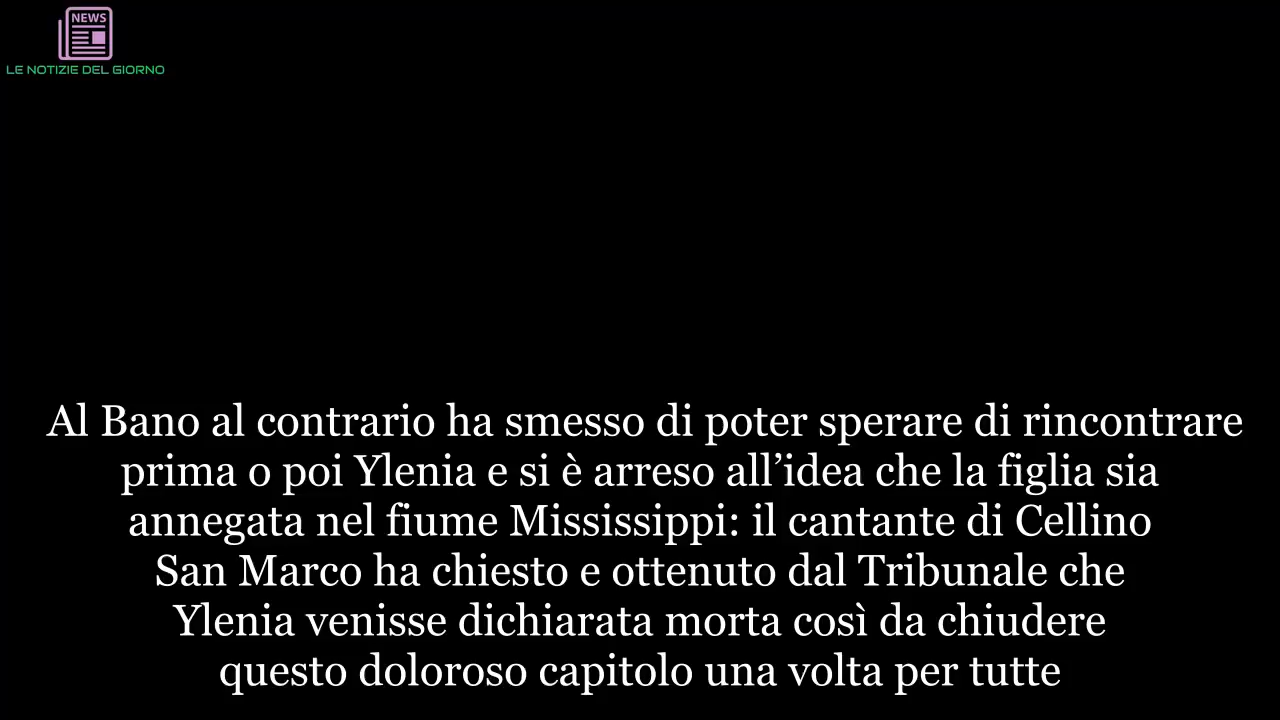 NEWS
LE NOTIZIE DEL GIORNO
Al Bano al contrario ha smesso di poter sperare di rincontrare
prima o poi Ylenia e si è arreso all’idea che la figlia sia
annegata nel fiume Mississippi: il cantante di Cellino
San Marco ha chiesto e ottenuto dal Tribunale che
Ylenia venisse dichiarata morta così da chiudere
questo doloroso capitolo una volta per tutte